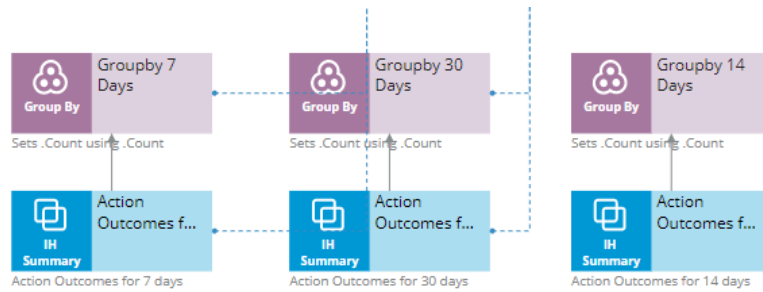 Groupby 7
Days
Group By
Sets .Count using .Count
Groupby 30
Days
Group By
Sets .Count using .Count
Groupby 14
Days
Group By
Sets .Count using .Count
Action
Outcomes f...
IH
Summary
Action Outcomes for 7 days
Action
Outcomes f...
IH
Summary
Action Outcomes for 30 days
Action
Outcomes f...
IH
Summary
Action Outcomes for 14 days